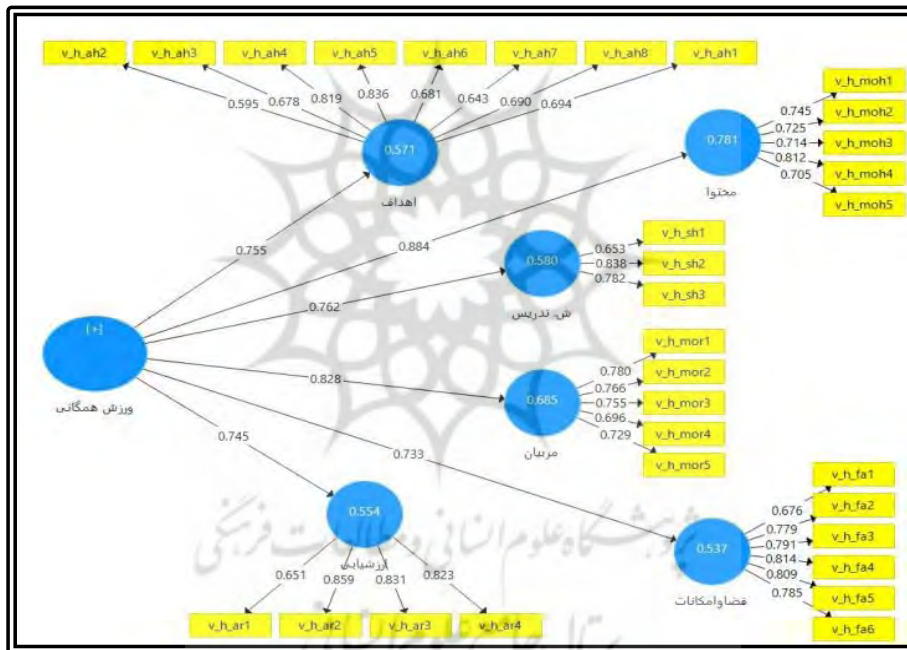 v_h_ah2 v_h_ah3 v_h_ah4 v_h_ah5 v_h_ah6 v_h_ah7 v_h_ah8 v_h_ah1
0.595 0.678 0.819 0.836 0.681 0.643 0.690 0.694
0.571
اهداف
v_h_moh1
v_h_moh2
v_h_moh3
v_h_moh4
v_h_moh5
0.745
0.725
0.714
0.812
0.705
0.781
محتوا
0.755
0.884
0.762
0.828
0.733
0.745
v_h_sh1
v_h_sh2
v_h_sh3
0.653
0.838
0.782
0.580
ش. تدریس
[+]
ورزش همگانی
v_h_mor1
v_h_mor2
v_h_mor3
v_h_mor4
v_h_mor5
0.780
0.766
0.755
0.696
0.729
0.685
مربیان
0.554
ارزشیابی
0.651 0.859 0.831 0.823
v_h_ar1 v_h_ar2 v_h_ar3 v_h_ar4
v_h_fa1
v_h_fa2
v_h_fa3
v_h_fa4
v_h_fa5
v_h_fa6
0.676
0.779
0.791
0.814
0.809
0.785
0.537
فضاوامکانات
پژوهشگاه علوم انسانی و مطالعات فرهنگی